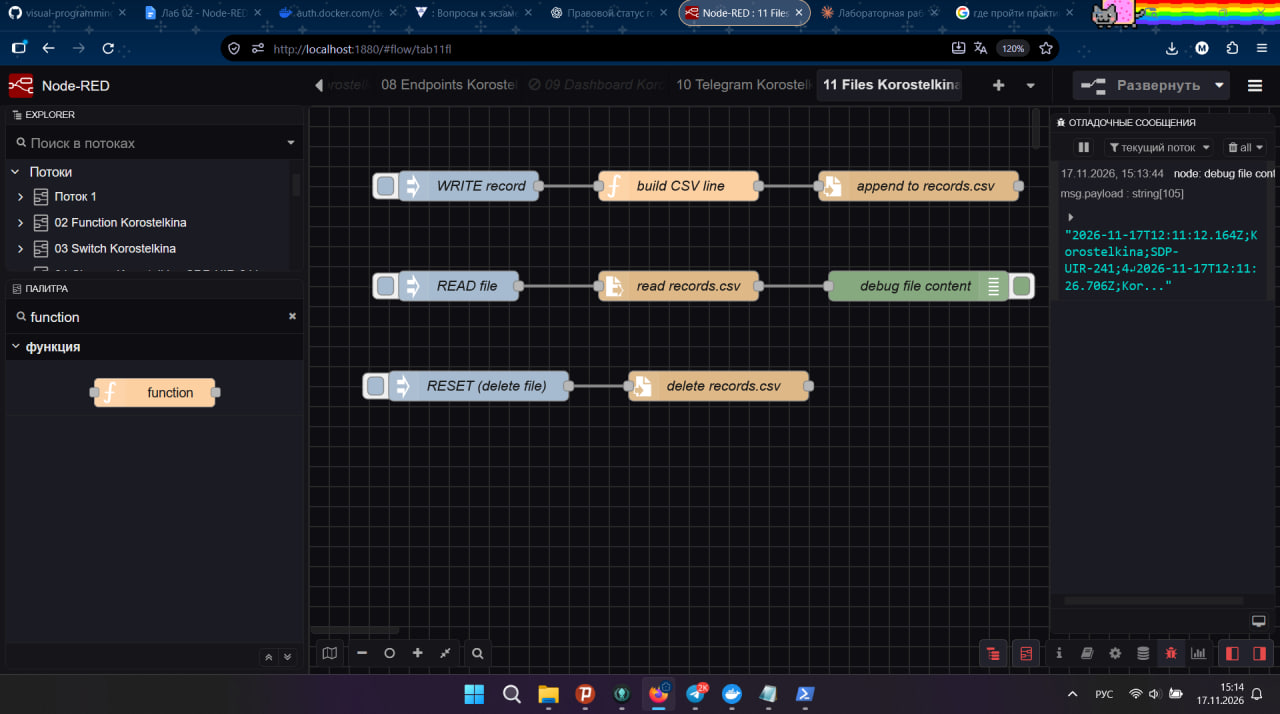 visual-programming
Лаб 02 - Node-RED
auth.docker.com/de
Вопросы к экзам
Правовой статус го
Node-RED : 11 Files
Лабораторная раб
где пройти практи
http://localhost:1880/#flow/tab11fl
120%
Node-RED
08 Endpoints Korostel
09 Dashboard Koro
10 Telegram Korostel
11 Files Korostelkina
Развернуть
EXPLORER
Поиск в потоках
Потоки
Поток 1
02 Function Korostelkina
03 Switch Korostelkina
ПАЛИТРА
function
функция
function
WRITE record
build CSV line
append to records.csv
READ file
read records.csv
debug file content
RESET (delete file)
delete records.csv
ОТЛАДОЧНЫЕ СООБЩЕНИЯ
текущий поток
all
17.11.2026, 15:13:44 node: debug file cont
msg.payload : string[105]
"2026-11-17T12:11:12.164Z;K
orostelkina;SDP-
UIR-241;4↵2026-11-17T12:11:
26.706Z;Kor..."
2K
РУС
15:14
17.11.2026